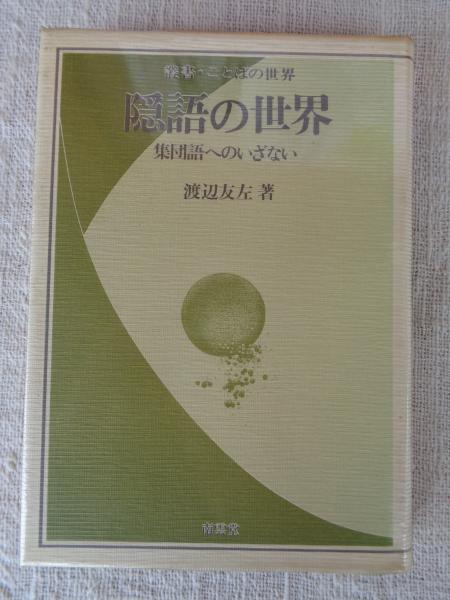 叢書・ことばの世界
隠語の世界
集団語へのいざない
渡辺友左 著
南雲堂